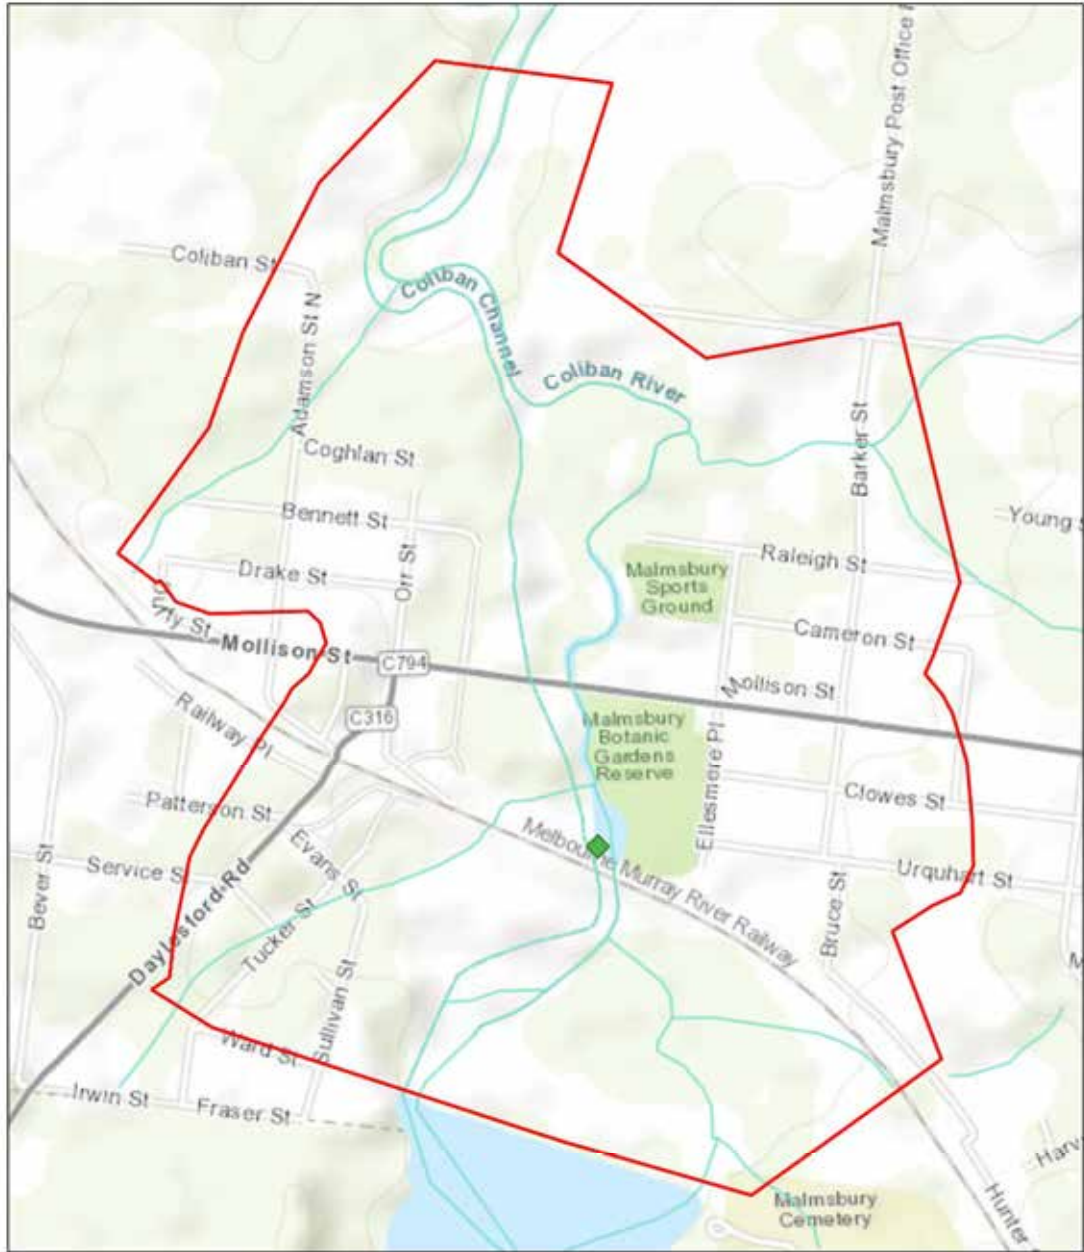 Malmsbury Post Office
Coliban St
Coliban Channel
Adamson St N
Coliban River
Barker St
Coghlan St
Bennett St
Young
Raleigh St
Drake St
Orr St
Malmsbury
Sports
Ground
Cameron St
Mollison St
C794
Mollison St
Railway Pl
C316
Malmsbury
Botanic
Gardens
Reserve
Ellesmere Pl
Clowes St
Patterson St
Melbourne Murray River Railway
Evans St
Service S
Urquhart St
Bever St
Daylesford Rd
Tucker St
Bruce St
Sullivan St
Ward St
Irwin St
Fraser St
Harv
Malmsbury
Cemetery
Hunter